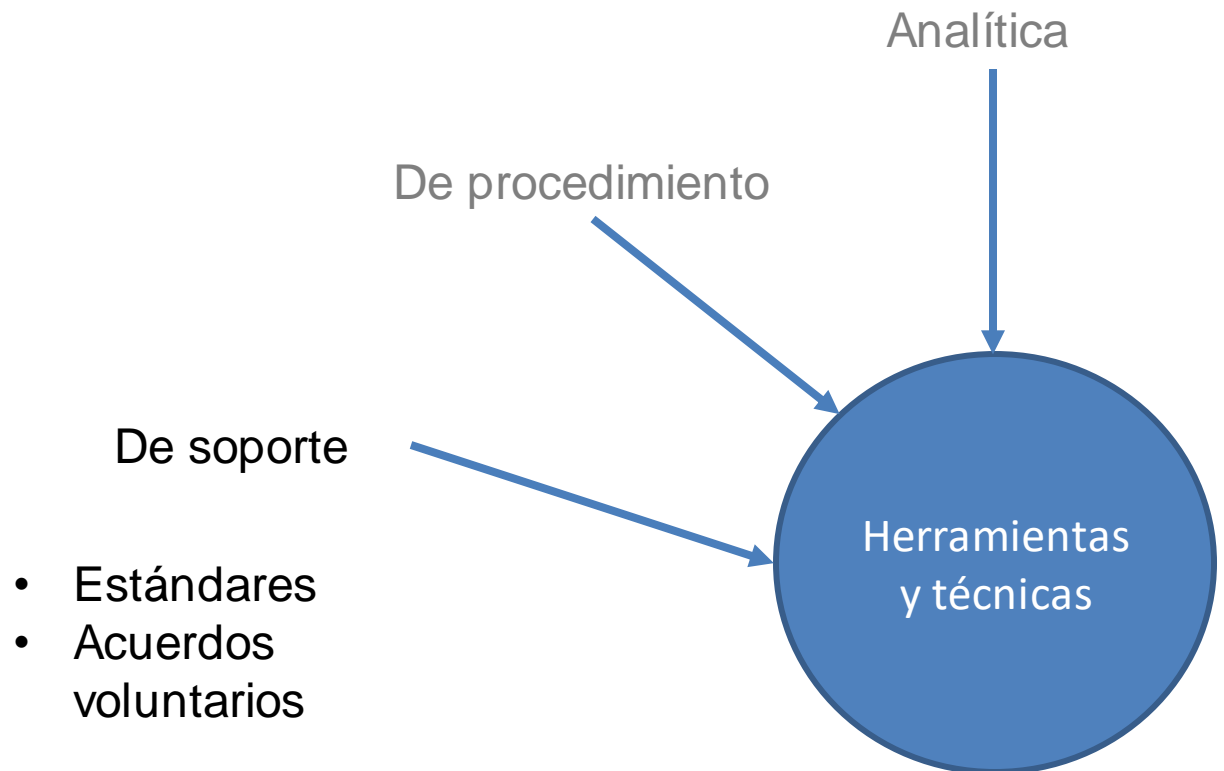 Analítica
De procedimiento
De soporte
• Estándares
• Acuerdos
voluntarios
Herramientas
y técnicas